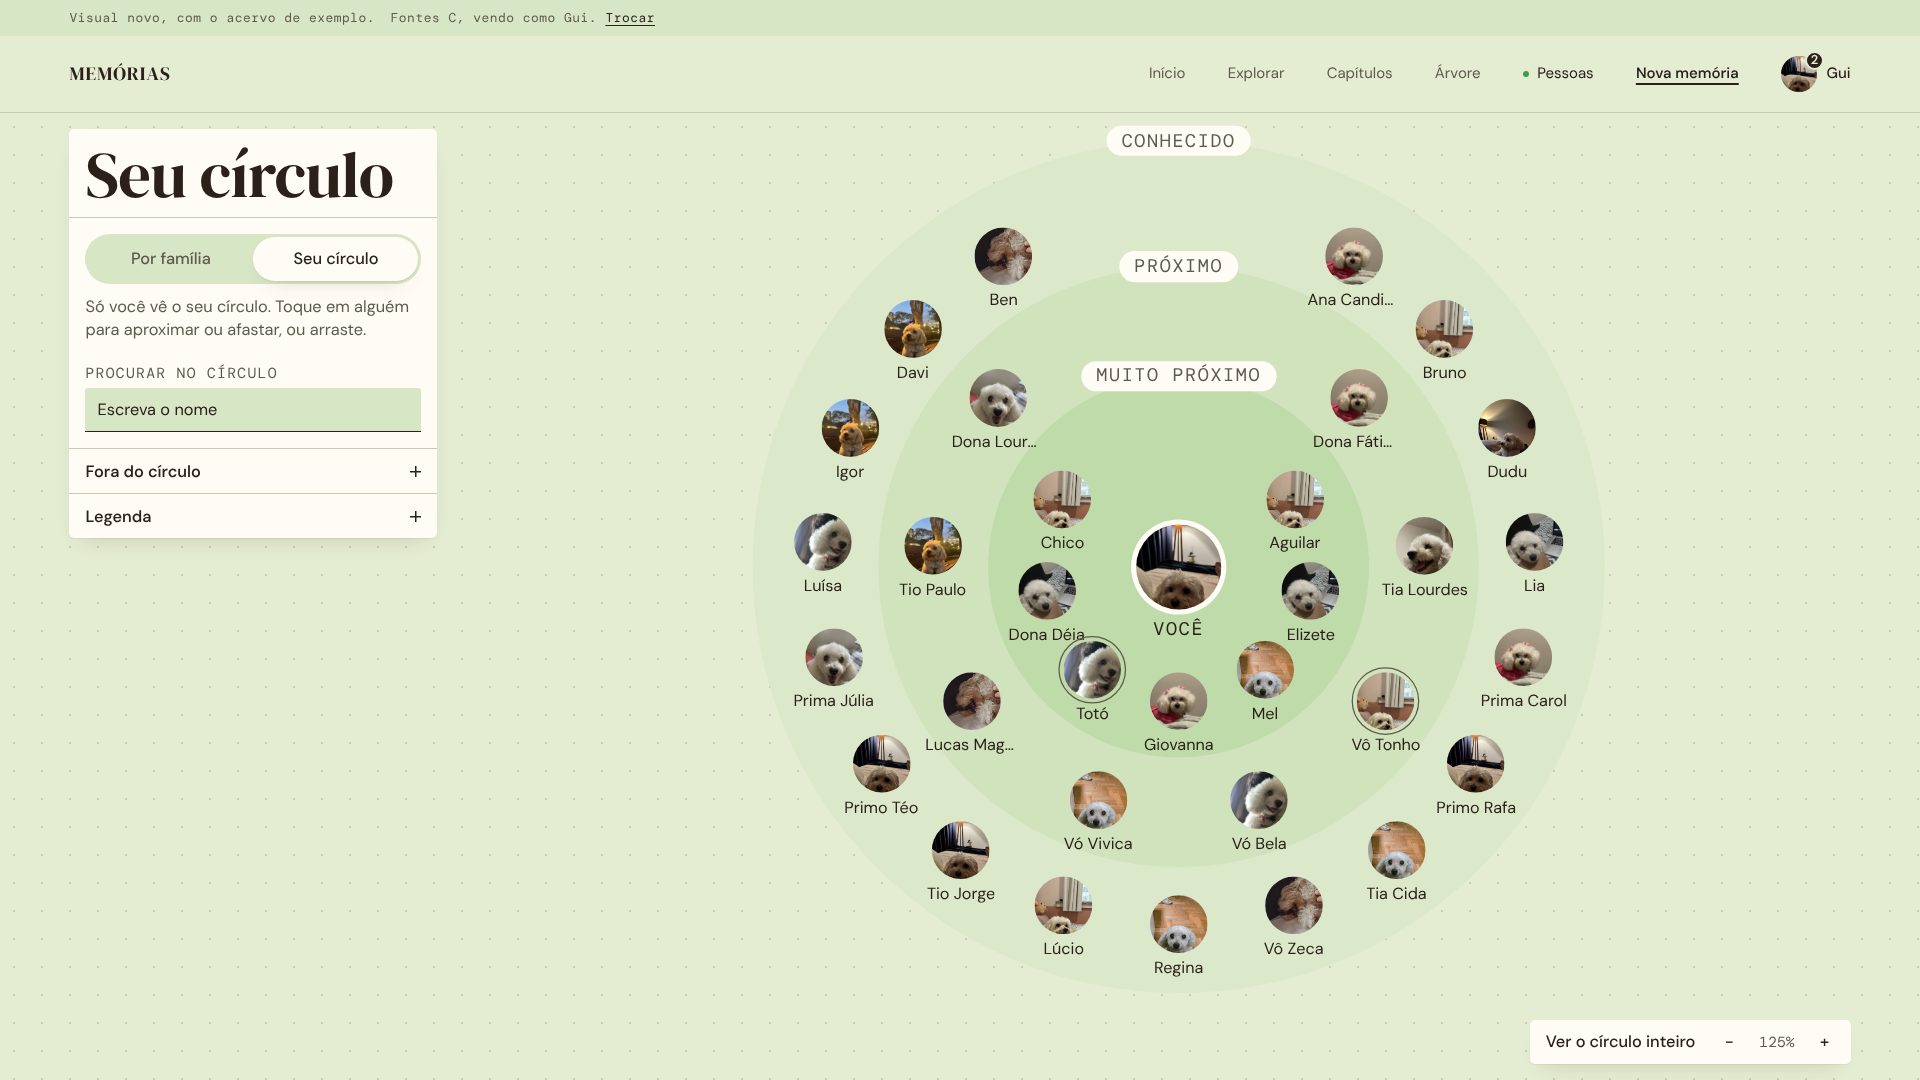 Visual novo, com o acervo de exemplo. Fontes C, vendo como Gui. Trocar
MEMÓRIAS
Início
Explorar
Capítulos
Árvore
Pessoas
Nova memória
2
Gui
Seu círculo
Por família
Seu círculo
Só você vê o seu círculo. Toque em alguém
para aproximar ou afastar, ou arraste.
PROCURAR NO CÍRCULO
Escreva o nome
Fora do círculo +
Legenda +
CONHECIDO
PRÓXIMO
MUITO PRÓXIMO
Ben
Ana Candi...
Davi
Bruno
Dona Lour...
Dona Fáti...
Igor
Dudu
Chico
Aguilar
Luísa
Tio Paulo
Tia Lourdes
Lia
Dona Déia
VOCÊ
Elizete
Prima Júlia
Totó
Mel
Prima Carol
Lucas Mag...
Giovanna
Vô Tonho
Primo Téo
Primo Rafa
Vó Vivica
Vó Bela
Tio Jorge
Tia Cida
Lúcio
Vô Zeca
Regina
Ver o círculo inteiro - 125% +